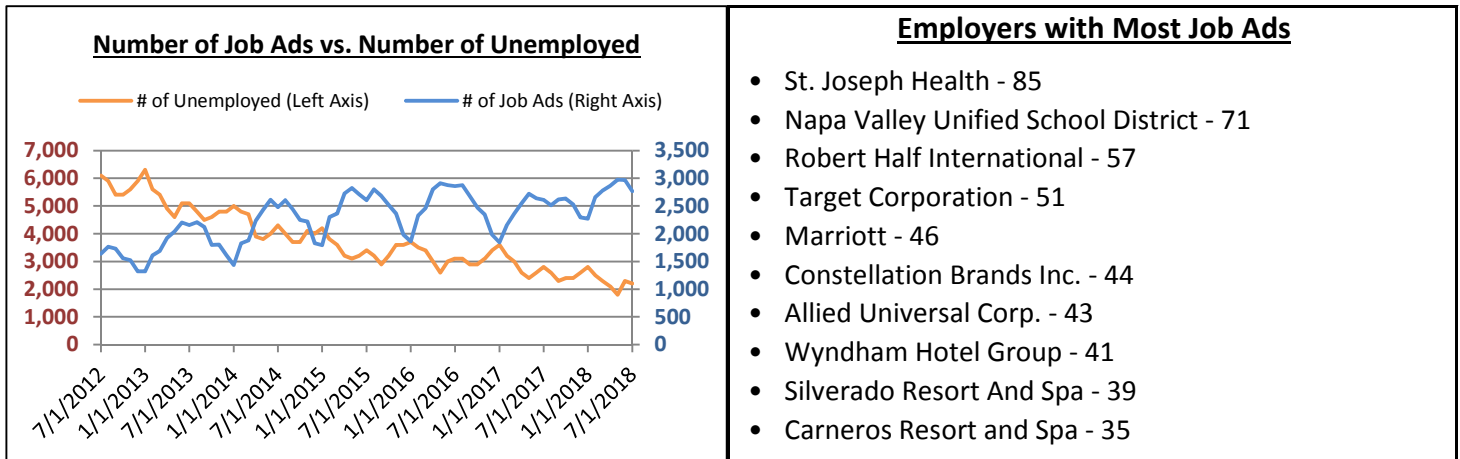 Number of Job Ads vs. Number of Unemployed
# of Unemployed (Left Axis) # of Job Ads (Right Axis)
7,000 3,500
6,000 3,000
5,000 2,500
4,000 2,000
3,000 1,500
2,000 1,000
1,000 500
0 0
7/1/2012 1/1/2013 7/1/2013 1/1/2014 7/1/2014 1/1/2015 7/1/2015 1/1/2016 7/1/2016 1/1/2017 7/1/2017 1/1/2018 7/1/2018
Employers with Most Job Ads
• St. Joseph Health - 85
• Napa Valley Unified School District - 71
• Robert Half International - 57
• Target Corporation - 51
• Marriott - 46
• Constellation Brands Inc. - 44
• Allied Universal Corp. - 43
• Wyndham Hotel Group - 41
• Silverado Resort And Spa - 39
• Carneros Resort and Spa - 35